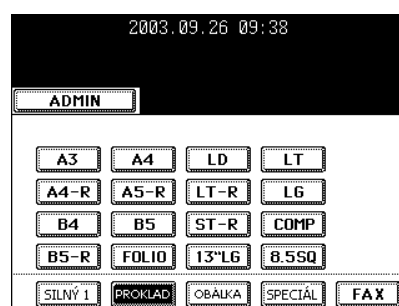 2003.09.26 09:38
ADMIN
A3 A4 LD LT
A4-R A5-R LT-R LG
B4 B5 ST-R COMP
B5-R FOLIO 13"LG 8.5SQ
SILNÝ 1 PROKLAD OBÁLKA SPECIÁL FAX